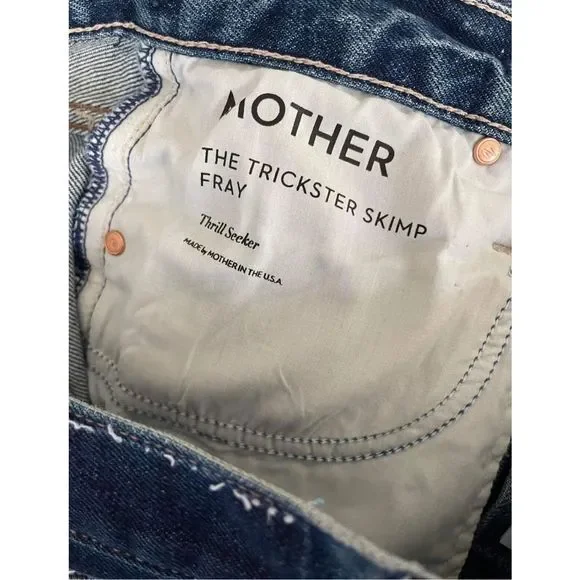 MOTHER
THE TRICKSTER SKIMP
FRAY
Thrill Seeker
MADE by MOTHER IN THE U.S.A.